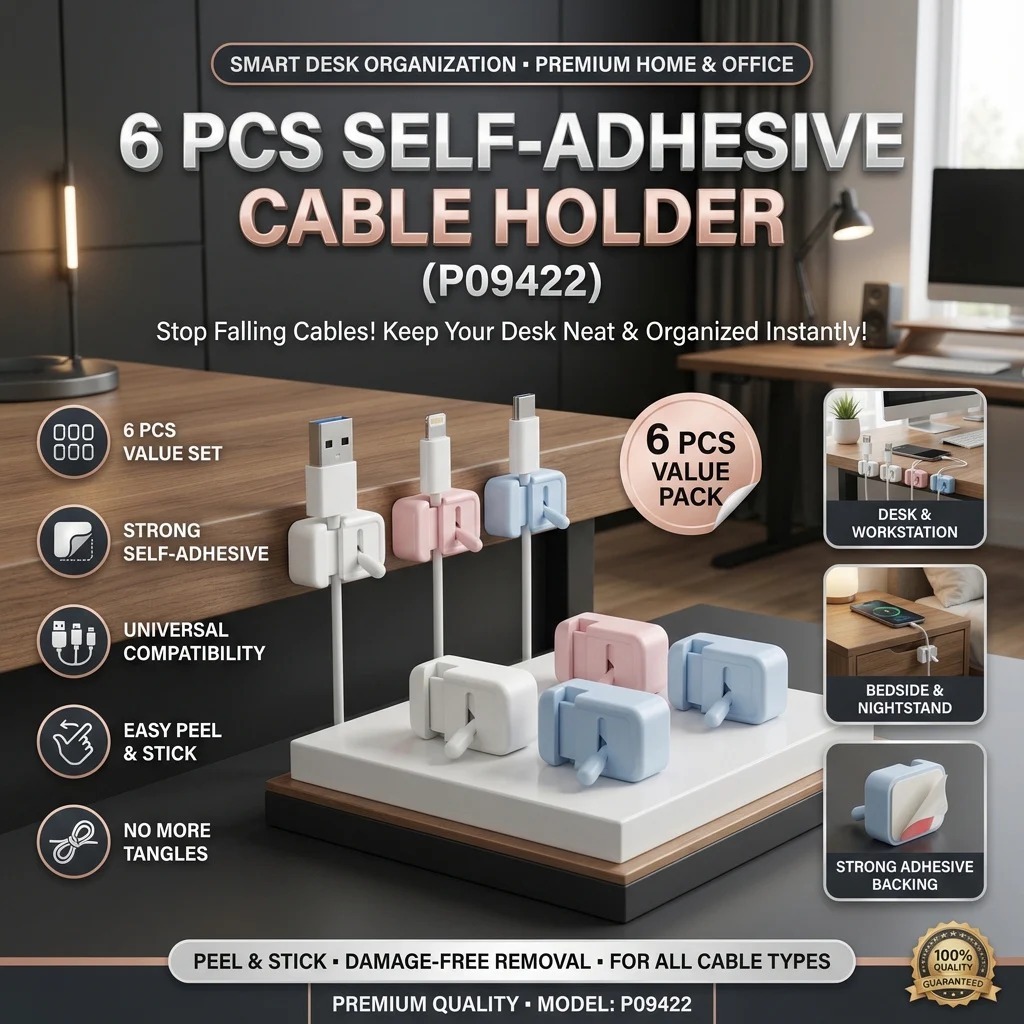 SMART DESK ORGANIZATION ▪ PREMIUM HOME & OFFICE
6 PCS SELF-ADHESIVE
CABLE HOLDER
(P09422)
Stop Falling Cables! Keep Your Desk Neat & Organized Instantly!
6 PCS
VALUE SET
STRONG
SELF-ADHESIVE
UNIVERSAL
COMPATIBILITY
EASY PEEL
& STICK
NO MORE
TANGLES
6 PCS
VALUE
PACK
DESK &
WORKSTATION
BEDSIDE &
NIGHTSTAND
STRONG ADHESIVE
BACKING
PEEL & STICK ▪ DAMAGE-FREE REMOVAL ▪ FOR ALL CABLE TYPES
PREMIUM QUALITY ▪ MODEL: P09422
100%
QUALITY
GUARANTEED